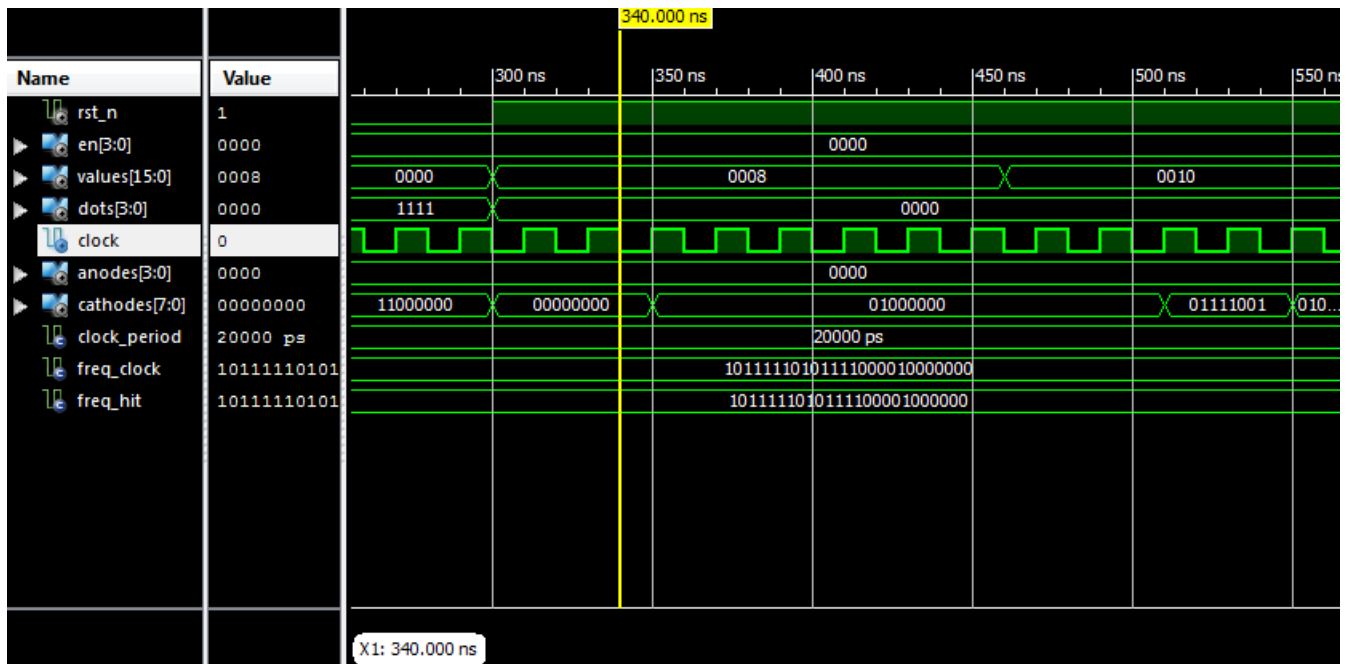 340.000 ns
Name Value 300 ns 350 ns 400 ns 450 ns 500 ns 550 n
rst_n 1
en[3:0] 0000 0000
values[15:0] 0008 0000 0008 0010
dots[3:0] 0000 1111 0000
clock 0
anodes[3:0] 0000 0000
cathodes[7:0] 00000000 11000000 00000000 01000000 01111001 010...
clock_period 20000 ps 20000 ps
freq_clock 10111110101 10111110101111000010000000
freq_hit 10111110101 1011111010111100001000000
X1: 340.000 ns